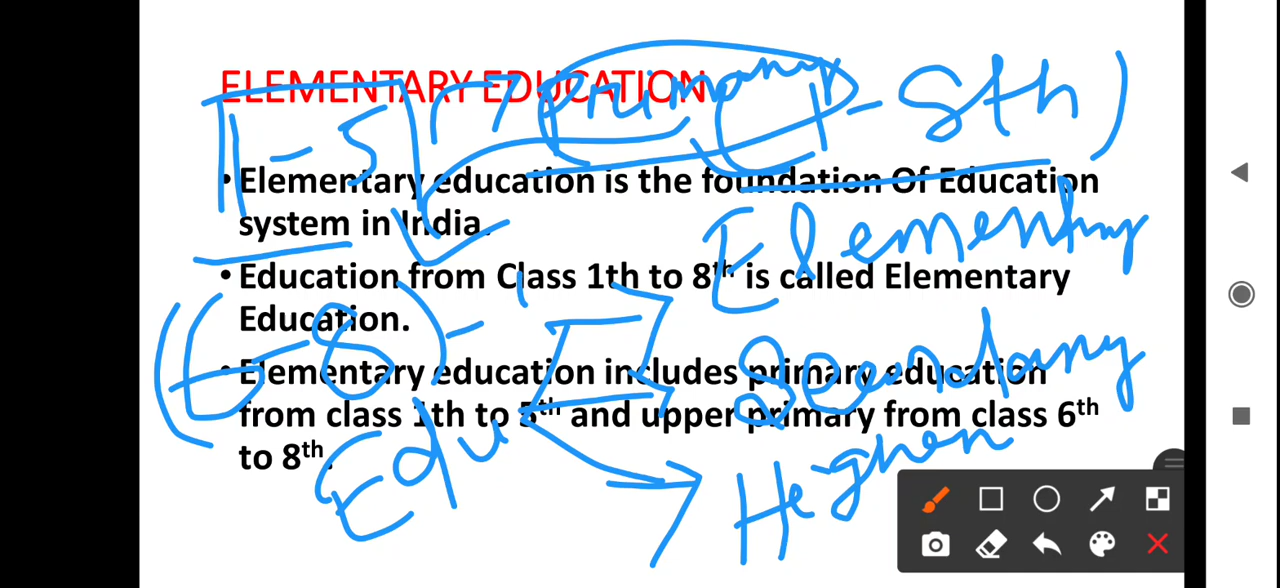 ELEMENTARY EDUCATION
Primary (1-8th)
1-5
• Elementary education is the foundation Of Education
system in India.
Elementary
• Education from Class 1th to 8th is called Elementary
Education.
(6-8)
• Elementary education includes primary education
Secondary
from class 1th to 5th and upper primary from class 6th
to 8th.
Edu
Higher